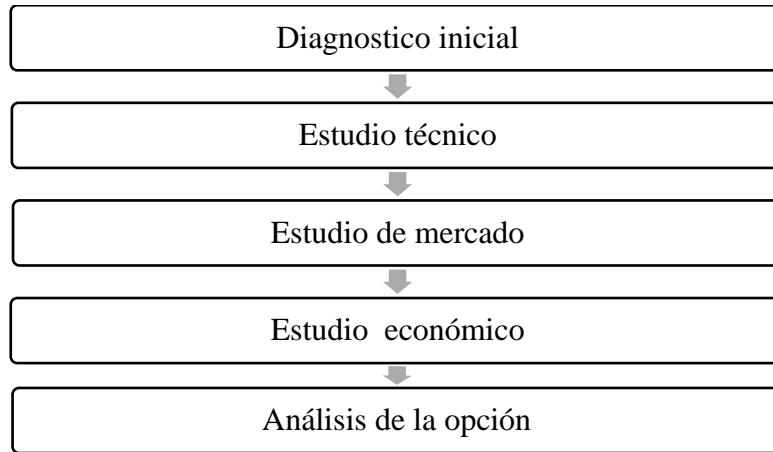 Diagnostico inicial
Estudio técnico
Estudio de mercado
Estudio económico
Análisis de la opción